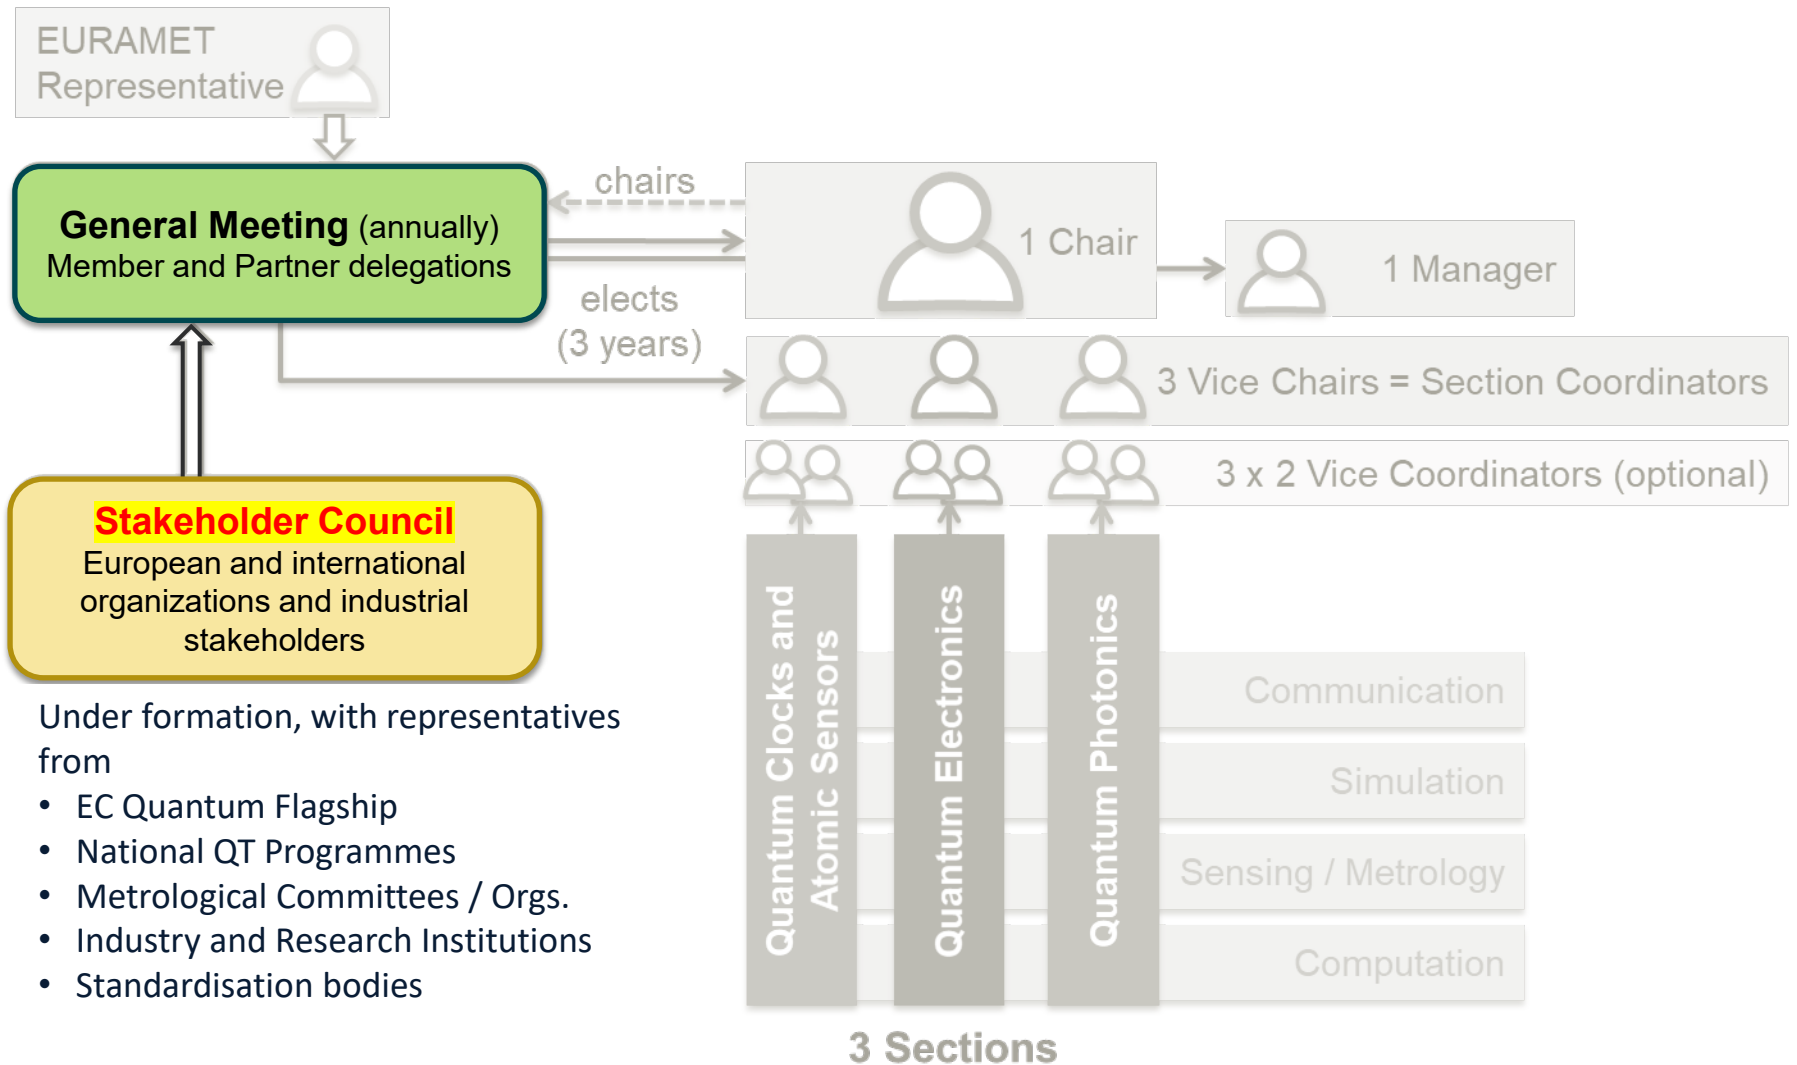 EURAMET
Representative
General Meeting (annually)
Member and Partner delegations
chairs
1 Chair
1 Manager
elects
(3 years)
3 Vice Chairs = Section Coordinators
3 x 2 Vice Coordinators (optional)
Stakeholder Council
European and international
organizations and industrial
stakeholders
Under formation, with representatives
from
• EC Quantum Flagship
• National QT Programmes
• Metrological Committees / Orgs.
• Industry and Research Institutions
• Standardisation bodies
Quantum Clocks and
Atomic Sensors
Quantum Electronics
Quantum Photonics
Communication
Simulation
Sensing / Metrology
Computation
3 Sections